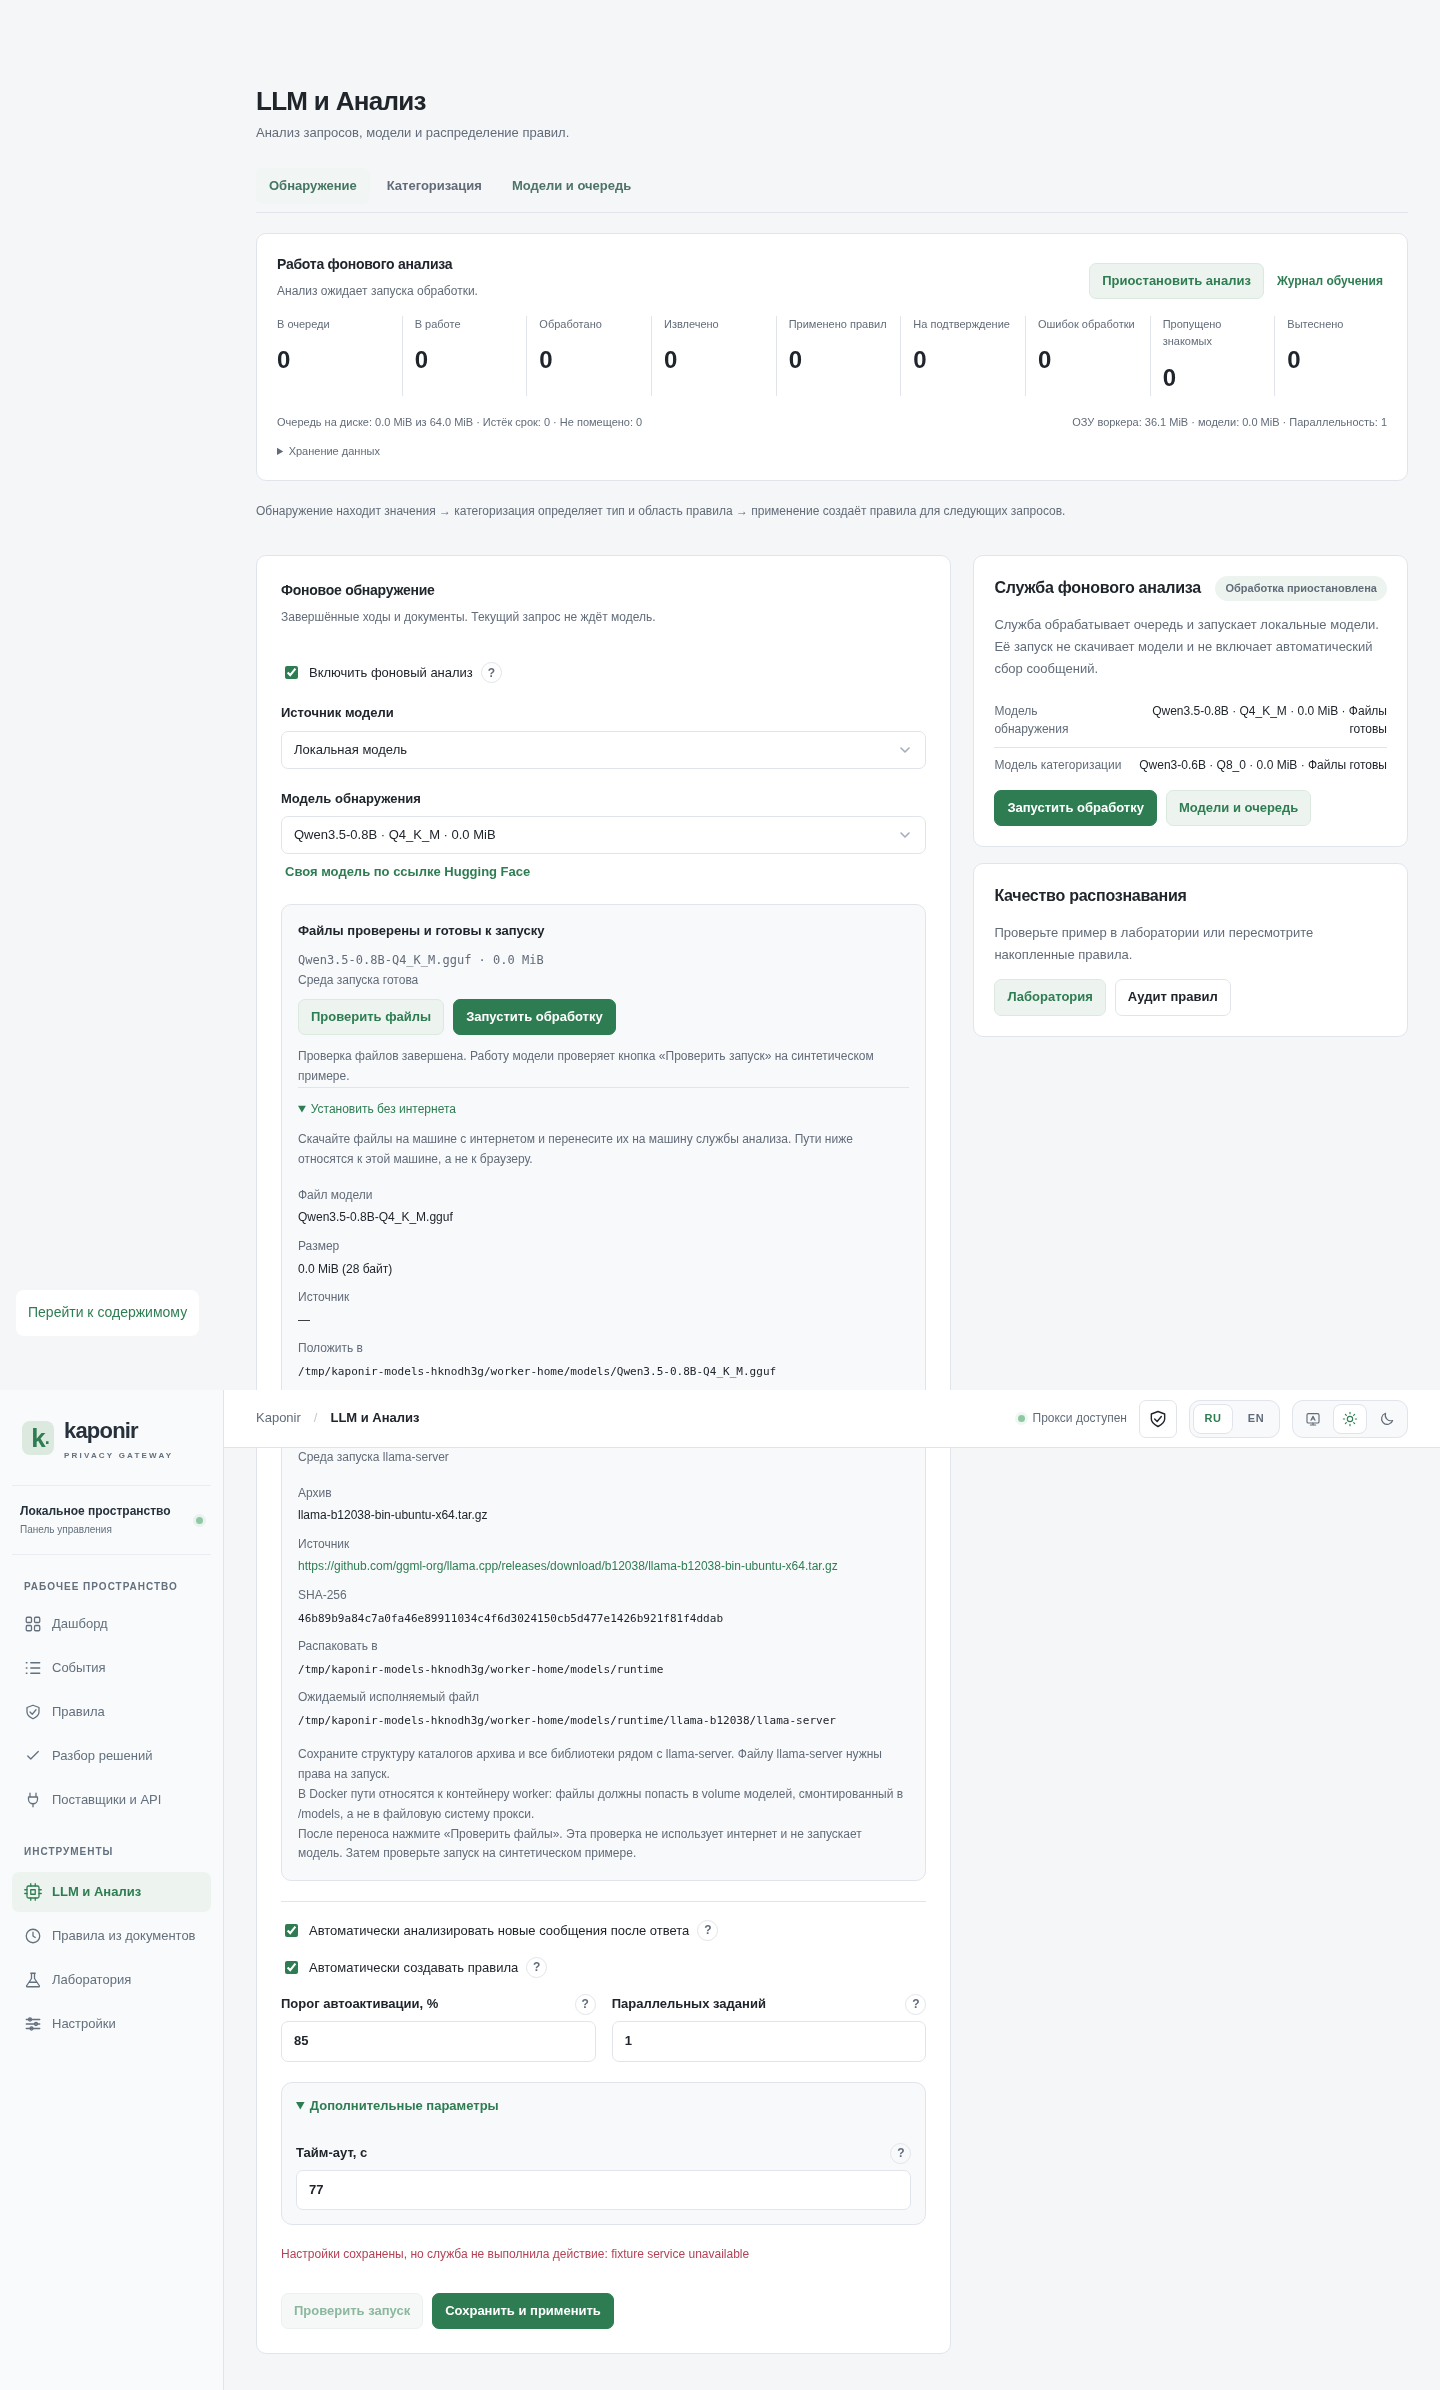 LLM и Анализ
Анализ запросов, модели и распределение правил.
Обнаружение
Категоризация
Модели и очередь
Работа фонового анализа
Анализ ожидает запуска обработки.
Приостановить анализ
Журнал обучения
В очереди
0
В работе
0
Обработано
0
Извлечено
0
Применено правил
0
На подтверждение
0
Ошибок обработки
0
Пропущено
знакомых
0
Вытеснено
0
Очередь на диске: 0.0 MiB из 64.0 MiB · Истёк срок: 0 · Не помещено: 0
ОЗУ воркера: 36.1 MiB · модели: 0.0 MiB · Параллельность: 1
Хранение данных
Обнаружение находит значения → категоризация определяет тип и область правила → применение создаёт правила для следующих запросов.
Фоновое обнаружение
Завершённые ходы и документы. Текущий запрос не ждёт модель.
Включить фоновый анализ ?
Источник модели
Локальная модель
Модель обнаружения
Qwen3.5-0.8B · Q4_K_M · 0.0 MiB
Своя модель по ссылке Hugging Face
Файлы проверены и готовы к запуску
Qwen3.5-0.8B-Q4_K_M.gguf · 0.0 MiB
Среда запуска готова
Проверить файлы
Запустить обработку
Проверка файлов завершена. Работу модели проверяет кнопка «Проверить запуск» на синтетическом
примере.
Установить без интернета
Скачайте файлы на машине с интернетом и перенесите их на машину службы анализа. Пути ниже
относятся к этой машине, а не к браузеру.
Файл модели
Qwen3.5-0.8B-Q4_K_M.gguf
Размер
0.0 MiB (28 байт)
Источник
—
Положить в
/tmp/kaponir-models-hknodh3g/worker-home/models/Qwen3.5-0.8B-Q4_K_M.gguf
Служба фонового анализа
Обработка приостановлена
Служба обрабатывает очередь и запускает локальные модели.
Её запуск не скачивает модели и не включает автоматический
сбор сообщений.
Модель
обнаружения
Qwen3.5-0.8B · Q4_K_M · 0.0 MiB · Файлы
готовы
Модель категоризации
Qwen3-0.6B · Q8_0 · 0.0 MiB · Файлы готовы
Запустить обработку
Модели и очередь
Качество распознавания
Проверьте пример в лаборатории или пересмотрите
накопленные правила.
Лаборатория
Аудит правил
Перейти к содержимому
k.
kaponir
PRIVACY GATEWAY
Kaponir / LLM и Анализ
Прокси доступен
RU
EN
Локальное пространство
Панель управления
РАБОЧЕЕ ПРОСТРАНСТВО
Дашборд
События
Правила
Разбор решений
Поставщики и API
ИНСТРУМЕНТЫ
LLM и Анализ
Правила из документов
Лаборатория
Настройки
Среда запуска llama-server
Архив
llama-b12038-bin-ubuntu-x64.tar.gz
Источник
https://github.com/ggml-org/llama.cpp/releases/download/b12038/llama-b12038-bin-ubuntu-x64.tar.gz
SHA-256
46b89b9a84c7a0fa46e89911034c4f6d3024150cb5d477e1426b921f81f4ddab
Распаковать в
/tmp/kaponir-models-hknodh3g/worker-home/models/runtime
Ожидаемый исполняемый файл
/tmp/kaponir-models-hknodh3g/worker-home/models/runtime/llama-b12038/llama-server
Сохраните структуру каталогов архива и все библиотеки рядом с llama-server. Файлу llama-server нужны
права на запуск.
В Docker пути относятся к контейнеру worker: файлы должны попасть в volume моделей, смонтированный в
/models, а не в файловую систему прокси.
После переноса нажмите «Проверить файлы». Эта проверка не использует интернет и не запускает
модель. Затем проверьте запуск на синтетическом примере.
Автоматически анализировать новые сообщения после ответа ?
Автоматически создавать правила ?
Порог автоактивации, % ?
85
Параллельных заданий ?
1
Дополнительные параметры
Тайм-аут, с ?
77
Настройки сохранены, но служба не выполнила действие: fixture service unavailable
Проверить запуск
Сохранить и применить